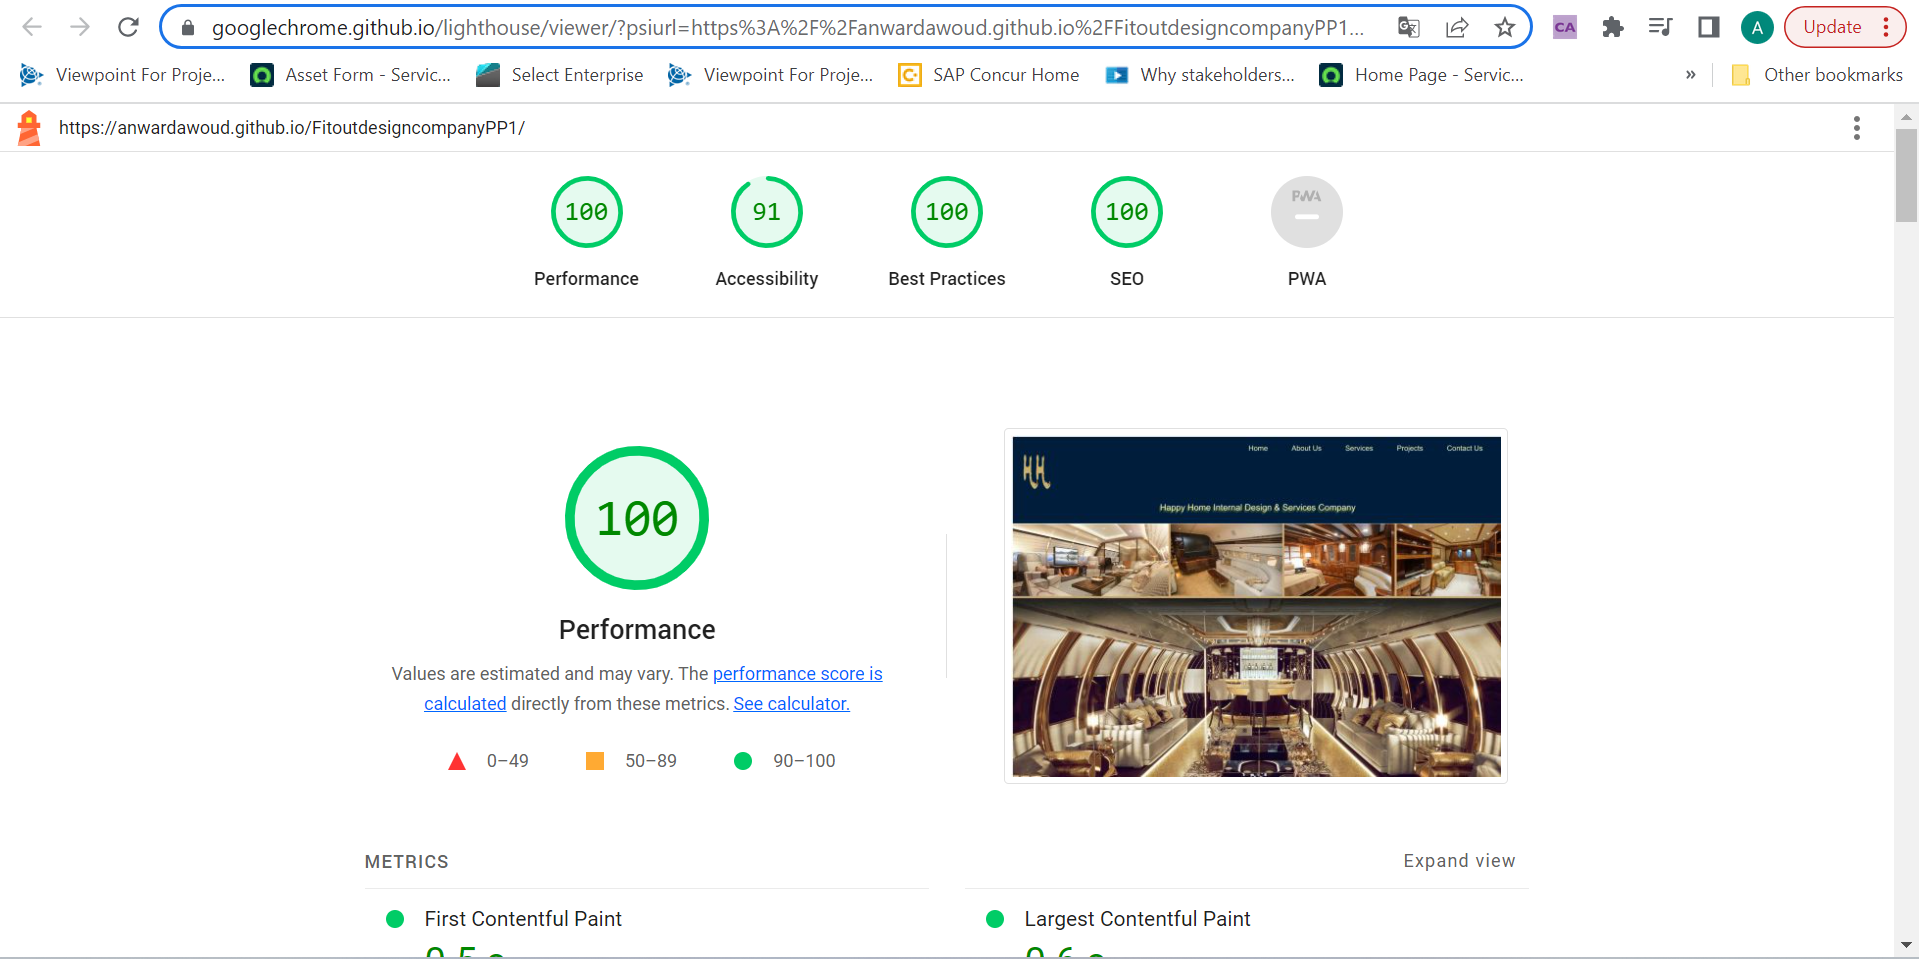 googlechrome.github.io/lighthouse/viewer/?psiurl=https%3A%2F%2Fanwardawoud.github.io%2FFitoutdesigncompanyPP1...
CA
A
Update
Viewpoint For Proje...
Asset Form - Servic...
Select Enterprise
Viewpoint For Proje...
SAP Concur Home
Why stakeholders...
Home Page - Servic...
»
Other bookmarks
https://anwardawoud.github.io/FitoutdesigncompanyPP1/
100
91
100
100
PWA
Performance
Accessibility
Best Practices
SEO
PWA
Home
About Us
Services
Projects
Contact Us
HH
Happy Home Internal Design & Services Company
100
Performance
Values are estimated and may vary. The performance score is
calculated directly from these metrics. See calculator.
0–49
50–89
90–100
METRICS
Expand view
First Contentful Paint
Largest Contentful Paint
0.5 s
0.6 s